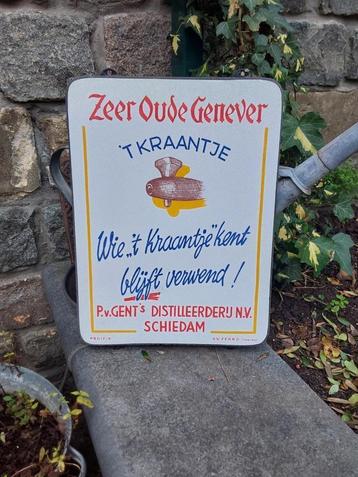 Zeer Oude Genever
'T KRAANTJE
Wie „'t Kraantje" kent
blijft verwend!
P.v.GENT'S DISTILLEERDERIJ N.V.
SCHIEDAM